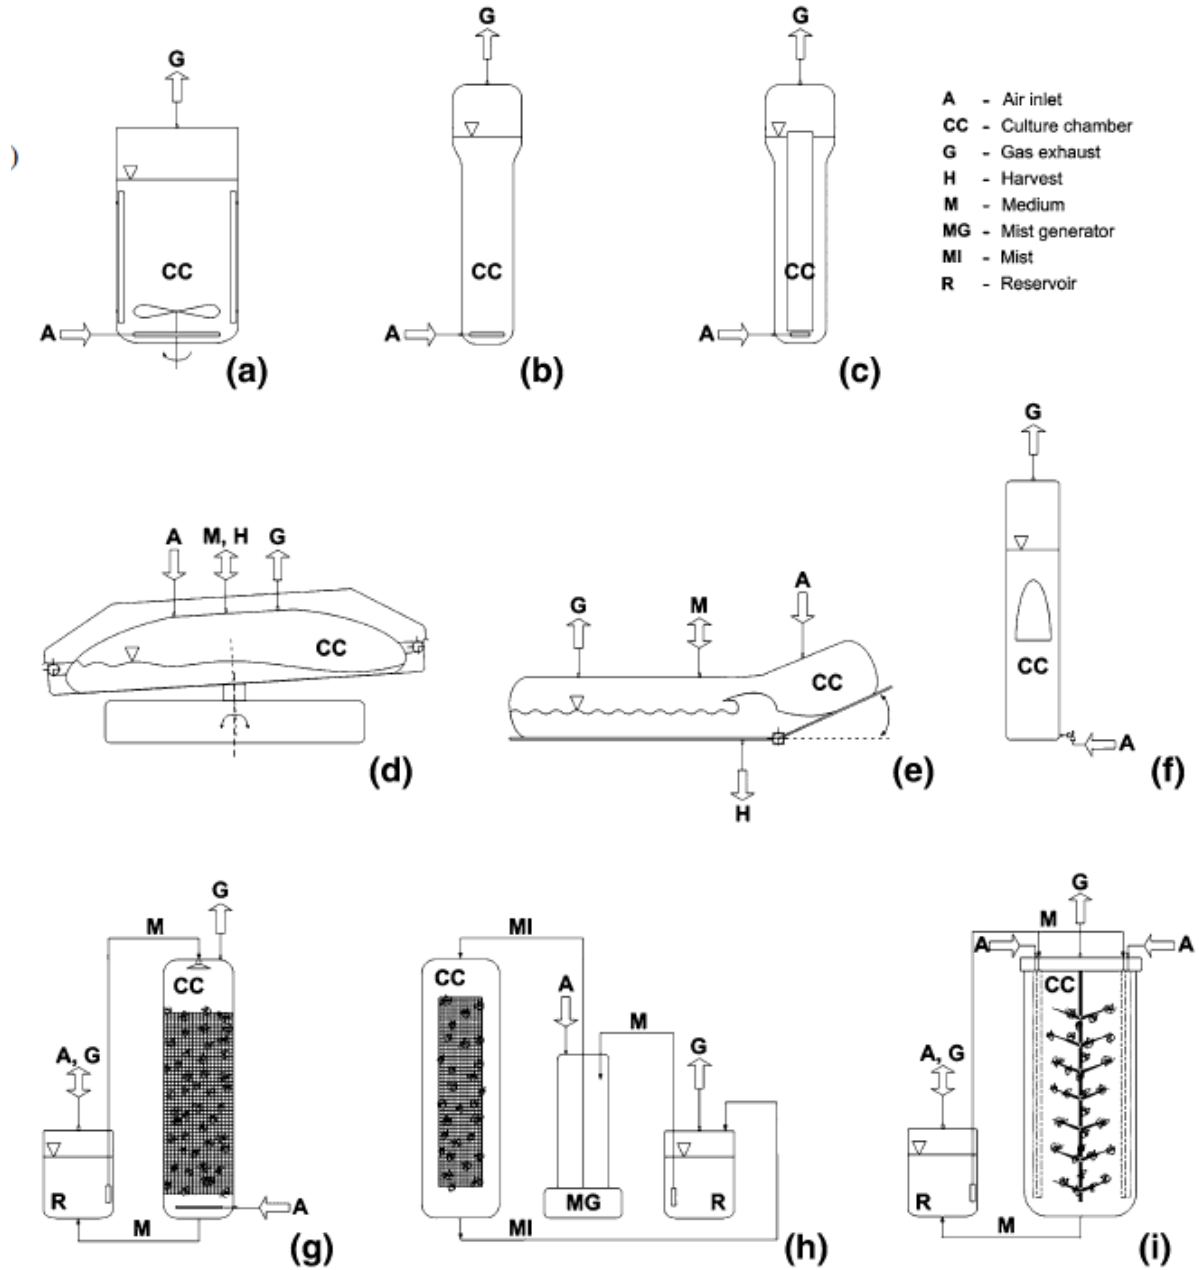 G
G
G
A - Air inlet
CC - Culture chamber
G - Gas exhaust
H - Harvest
M - Medium
MG - Mist generator
MI - Mist
R - Reservoir
)
CC
CC
CC
A
A
A
(a)
(b)
(c)
G
A M, H G
CC
(d)
G
M
A
CC
H
(e)
CC
A
(f)
G
M
CC
A, G
R
A
M
(g)
MI
CC
A
M
G
MG
R
MI
(h)
G
M
A
A
CC
A, G
R
M
(i)